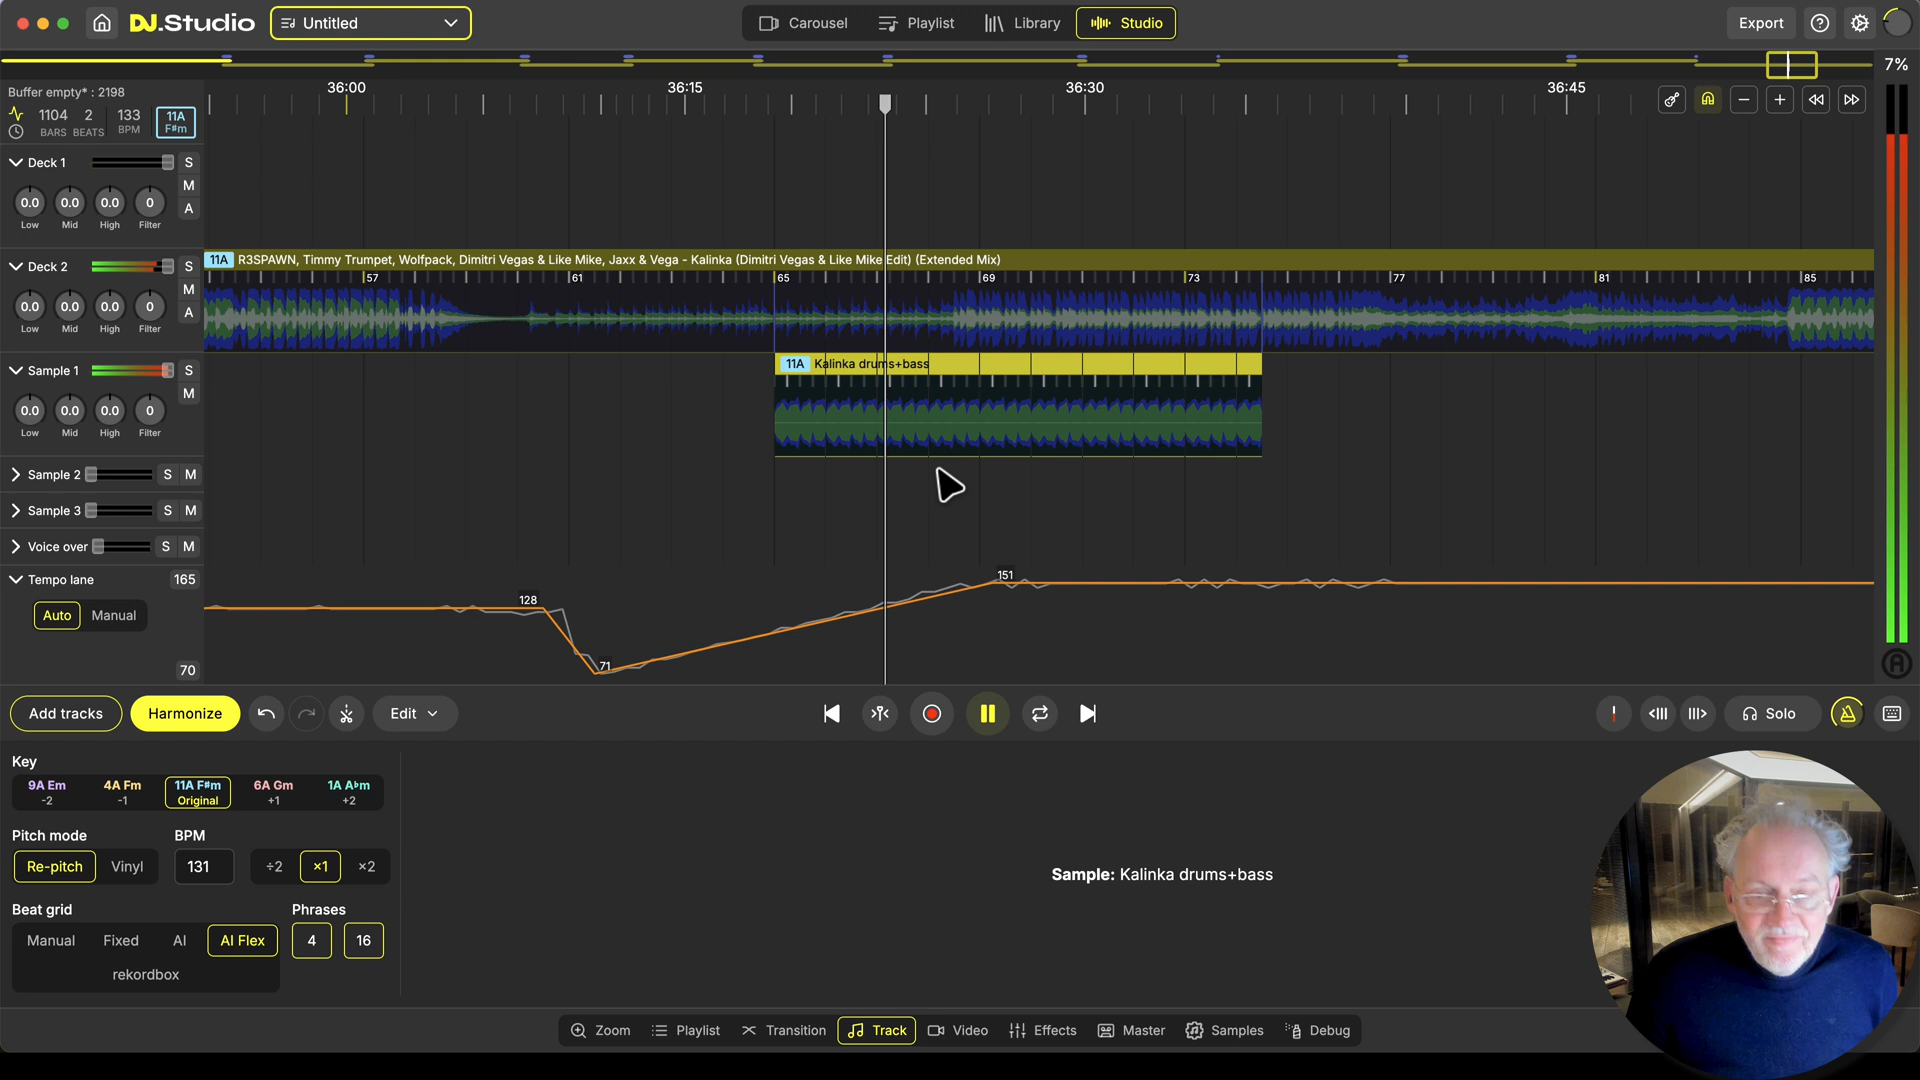 DJ.Studio
Untitled
Carousel
Playlist
Library
Studio
Export
7%
36:00
36:15
36:30
36:45
Buffer empty* : 2198
1104
BARS
2
BEATS
133
BPM
11A
F#m
Deck 1
S
M
A
0.0
0.0
0.0
0
Low
Mid
High
Filter
Deck 2
S
M
A
0.0
0.0
0.0
0
Low
Mid
High
Filter
11A R3SPAWN, Timmy Trumpet, Wolfpack, Dimitri Vegas & Like Mike, Jaxx & Vega - Kalinka (Dimitri Vegas & Like Mike Edit) (Extended Mix)
57
61
65
69
73
77
81
85
Sample 1
S
M
0.0
0.0
0.0
0
Low
Mid
High
Filter
11A Kalinka drums+bass
Sample 2
S
M
Sample 3
S
M
Voice over
S
M
Tempo lane
165
Auto
Manual
70
128
71
151
Add tracks
Harmonize
Edit
Solo
Key
9A Em
-2
4A Fm
-1
11A F#m
Original
6A Gm
+1
1A A♭m
+2
Pitch mode
Re-pitch
Vinyl
BPM
131
÷2
×1
×2
Beat grid
Manual
Fixed
AI
AI Flex
rekordbox
Phrases
4
16
Sample: Kalinka drums+bass
Zoom
Playlist
Transition
Track
Video
Effects
Master
Samples
Debug